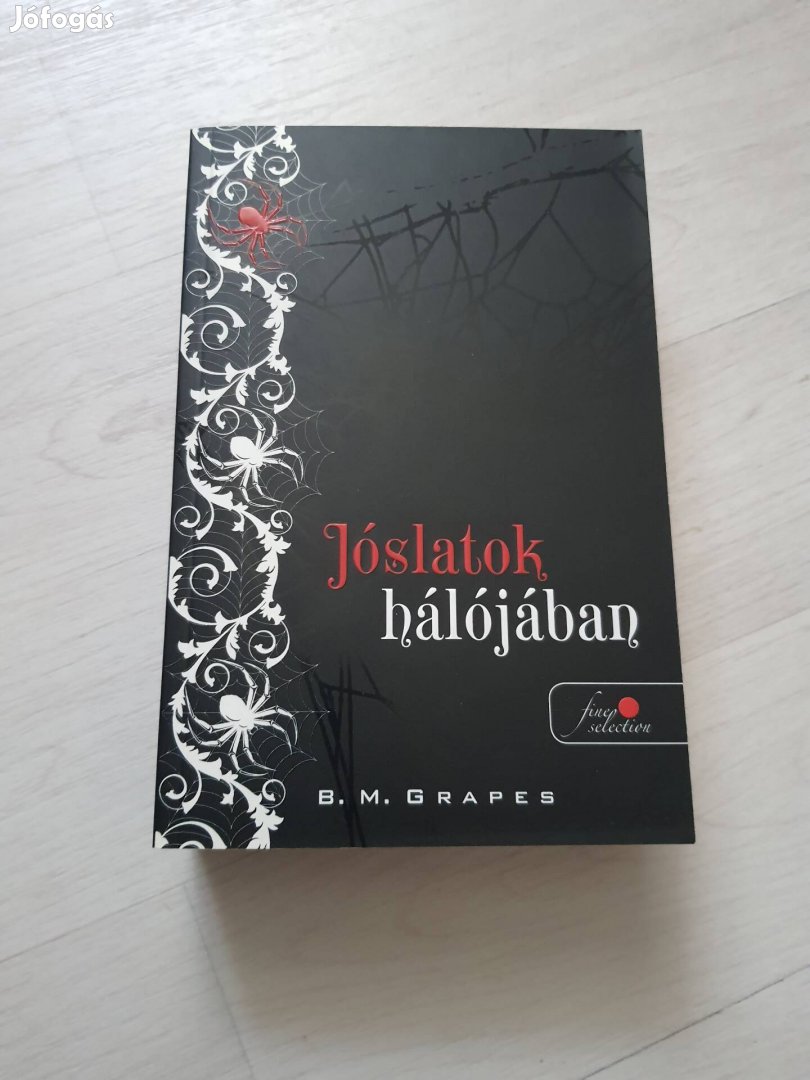 Jófogás
Jóslatok
hálójában
fine
selection
B. M. GRAPES